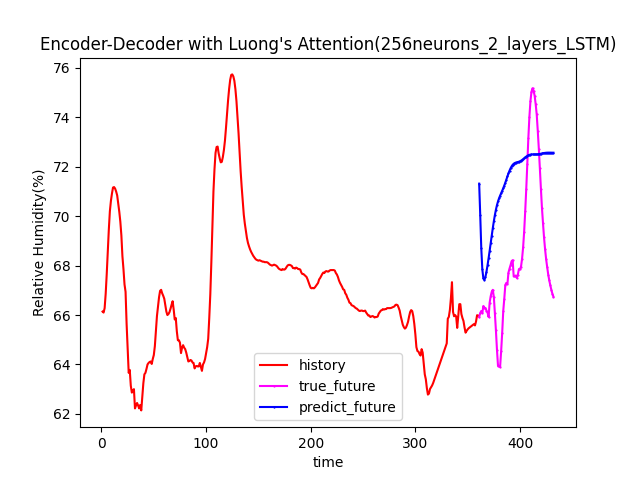 Encoder-Decoder with Luong's Attention(256neurons_2_layers_LSTM)
76
74
72
70
68
66
64
62
Relative Humidity(%)
history
true_future
predict_future
0
100
200
300
400
time